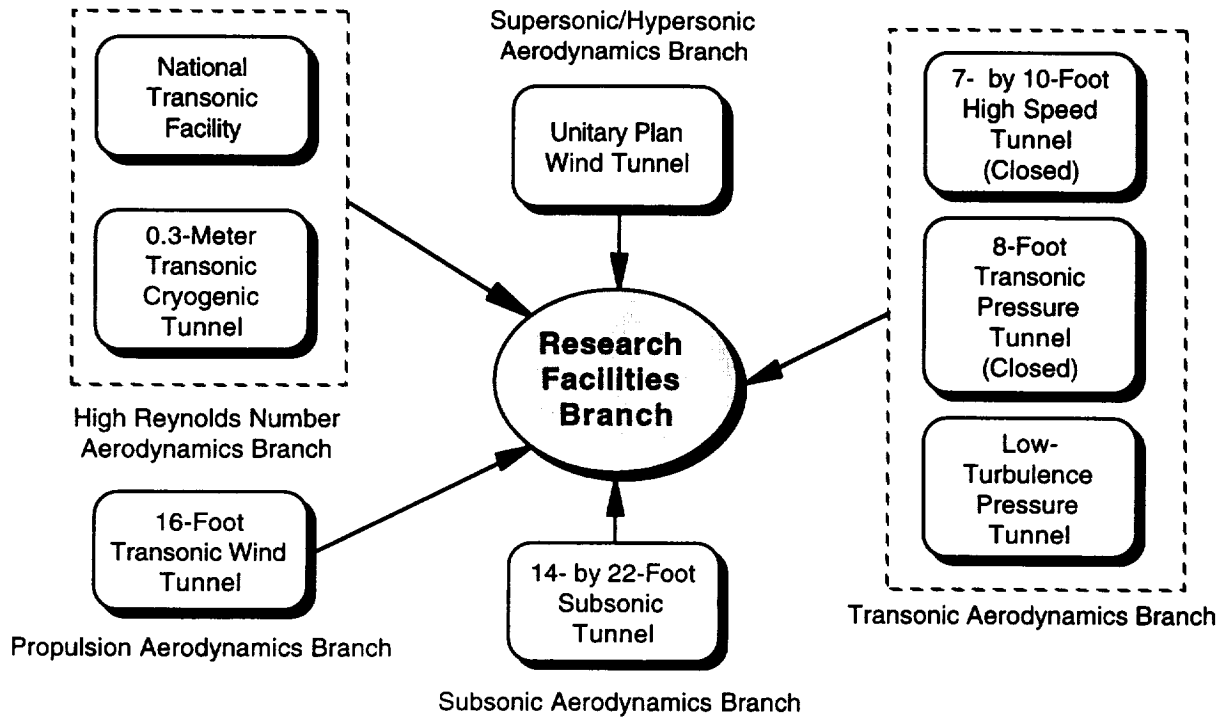 National
Transonic
Facility
0.3-Meter
Transonic
Cryogenic
Tunnel
High Reynolds Number
Aerodynamics Branch
16-Foot
Transonic Wind
Tunnel
Propulsion Aerodynamics Branch
Supersonic/Hypersonic
Aerodynamics Branch
Unitary Plan
Wind Tunnel
Research
Facilities
Branch
14- by 22-Foot
Subsonic
Tunnel
Subsonic Aerodynamics Branch
7- by 10-Foot
High Speed
Tunnel
(Closed)
8-Foot
Transonic
Pressure
Tunnel
(Closed)
Low-
Turbulence
Pressure
Tunnel
Transonic Aerodynamics Branch